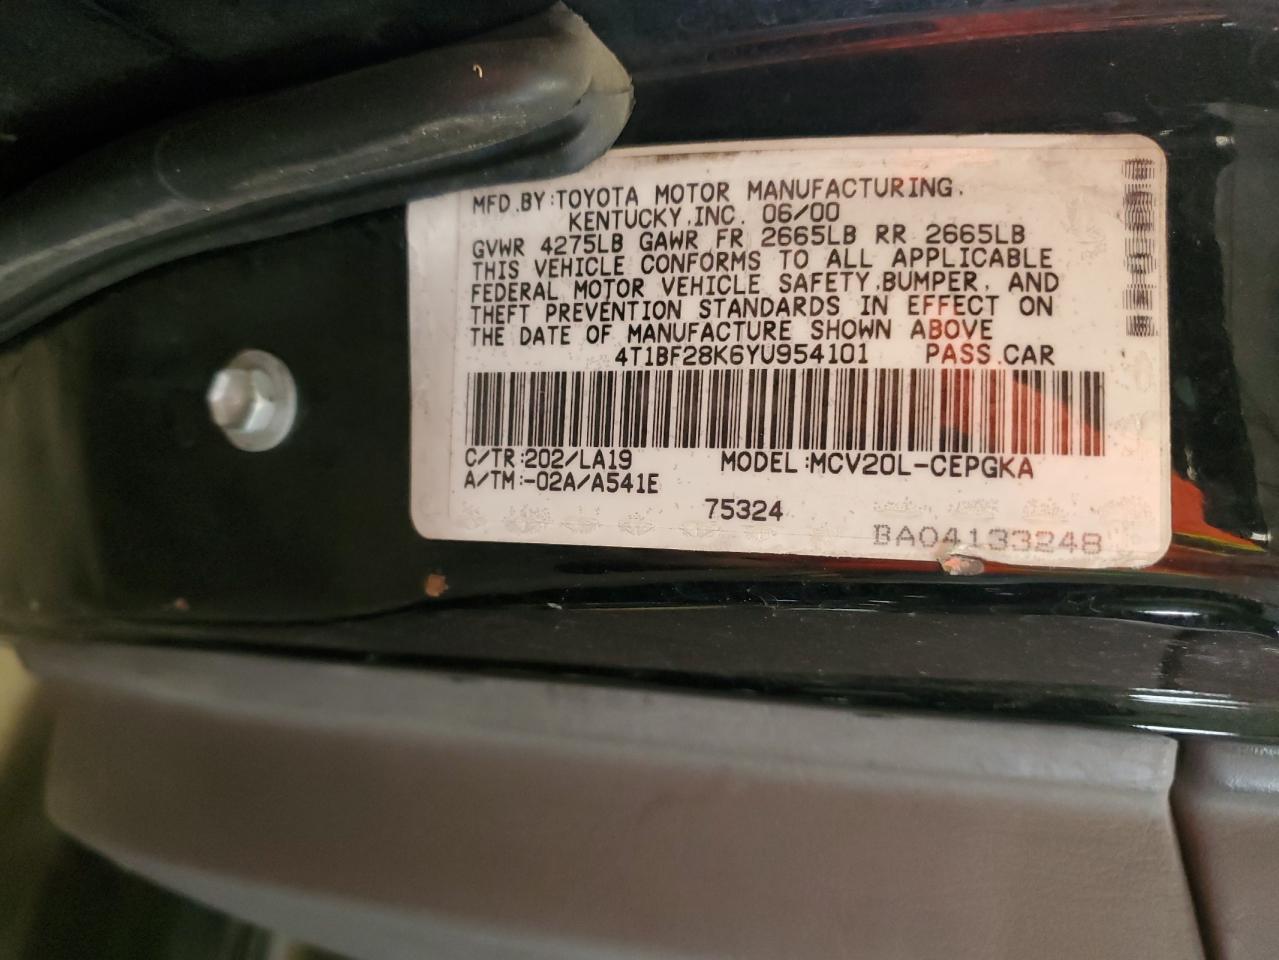 MFD.BY:TOYOTA MOTOR MANUFACTURING.
KENTUCKY,INC. 06/00
GVWR 4275LB GAWR FR 2665LB RR 2665LB
THIS VEHICLE CONFORMS TO ALL APPLICABLE
FEDERAL MOTOR VEHICLE SAFETY,BUMPER, AND
THEFT PREVENTION STANDARDS IN EFFECT ON
THE DATE OF MANUFACTURE SHOWN ABOVE
4T1BF28K6YU954101 PASS.CAR
C/TR:202/LA19 MODEL:MCV20L-CEPGKA
A/TM:-02A/A541E
75324
BA04133248